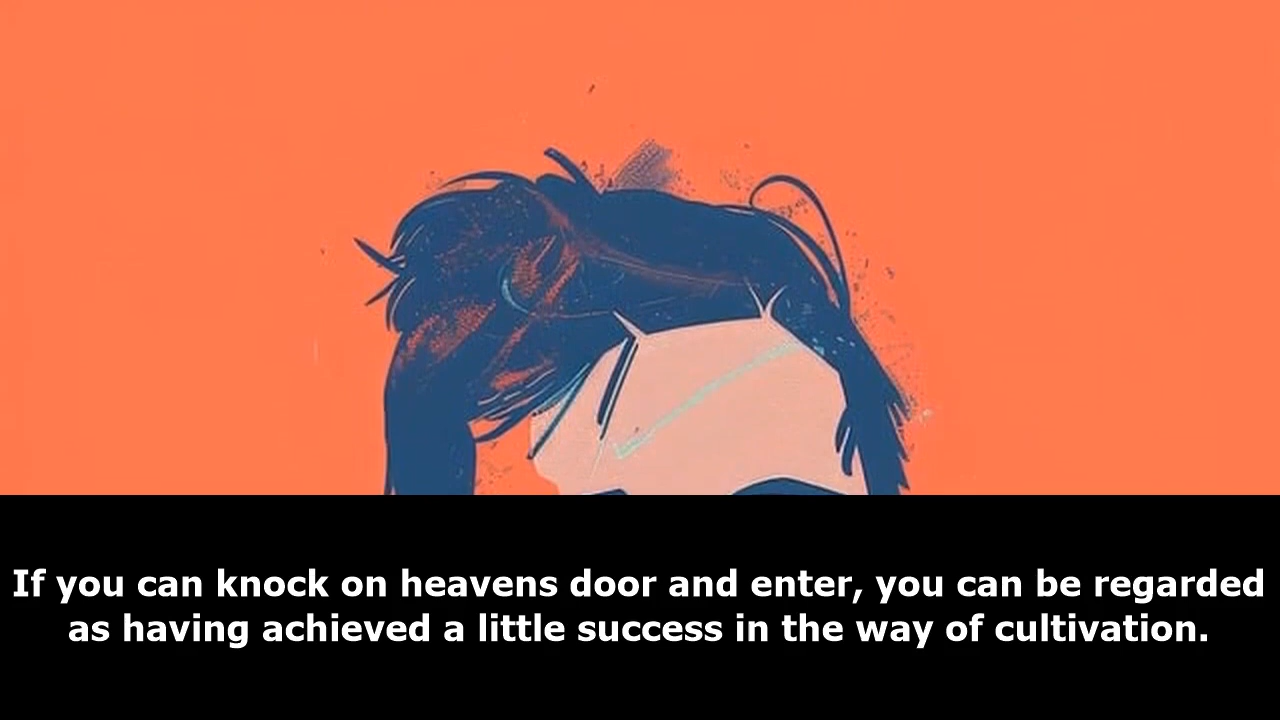 If you can knock on heavens door and enter, you can be regarded
as having achieved a little success in the way of cultivation.